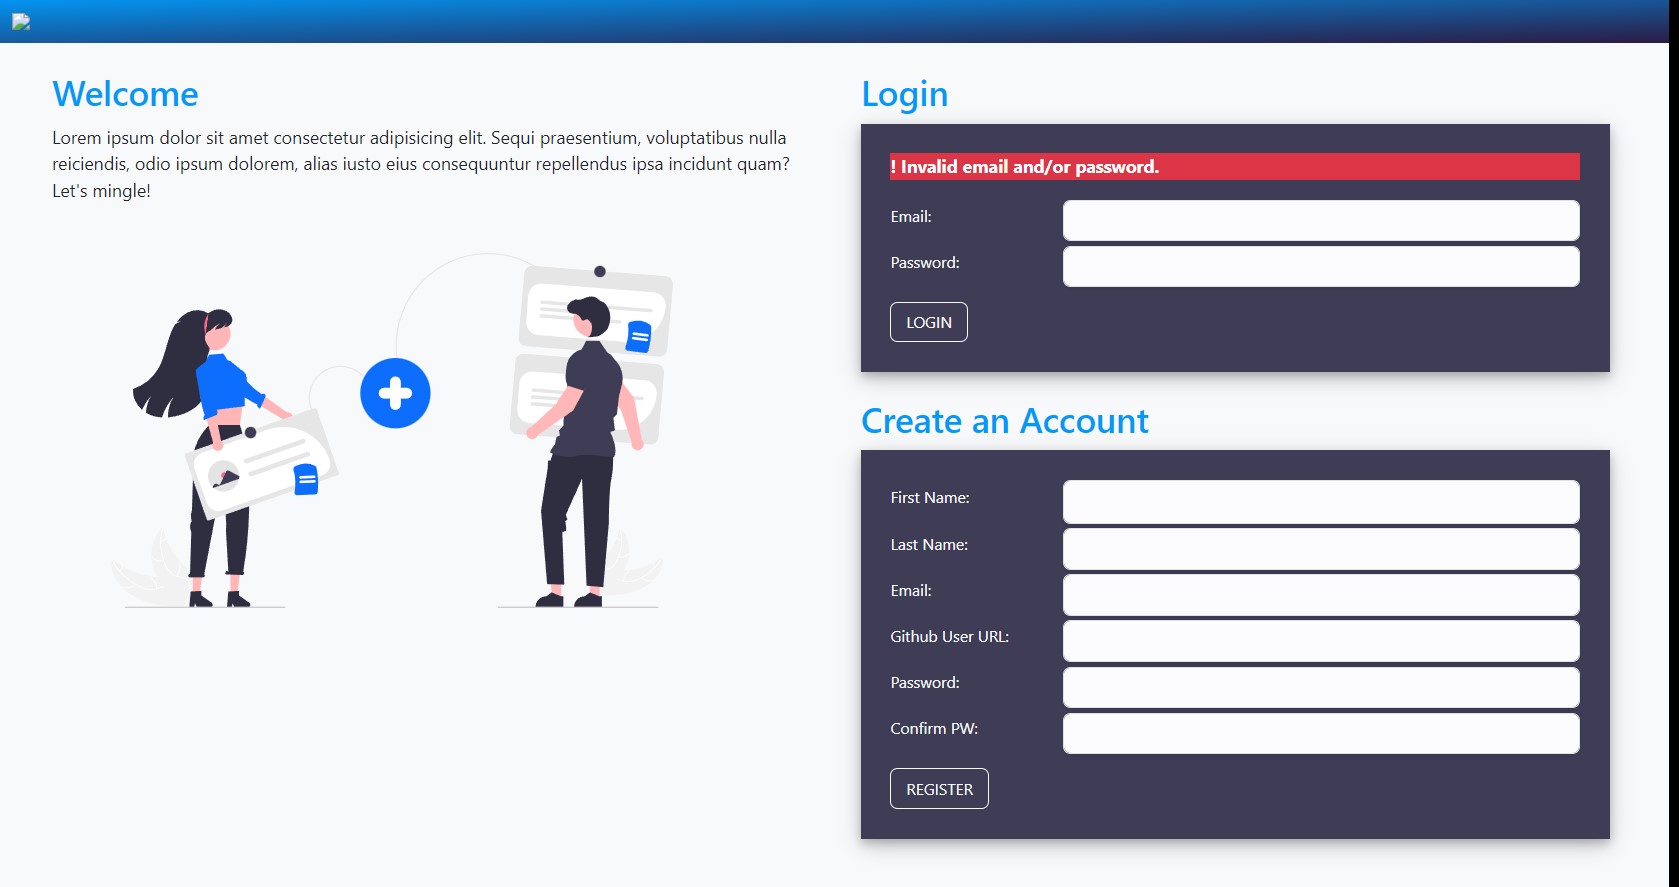 Welcome
Lorem ipsum dolor sit amet consectetur adipisicing elit. Sequi praesentium, voluptatibus nulla
reiciendis, odio ipsum dolorem, alias iusto eius consequuntur repellendus ipsa incidunt quam?
Let's mingle!
Login
! Invalid email and/or password.
Email:
Password:
LOGIN
Create an Account
First Name:
Last Name:
Email:
Github User URL:
Password:
Confirm PW:
REGISTER